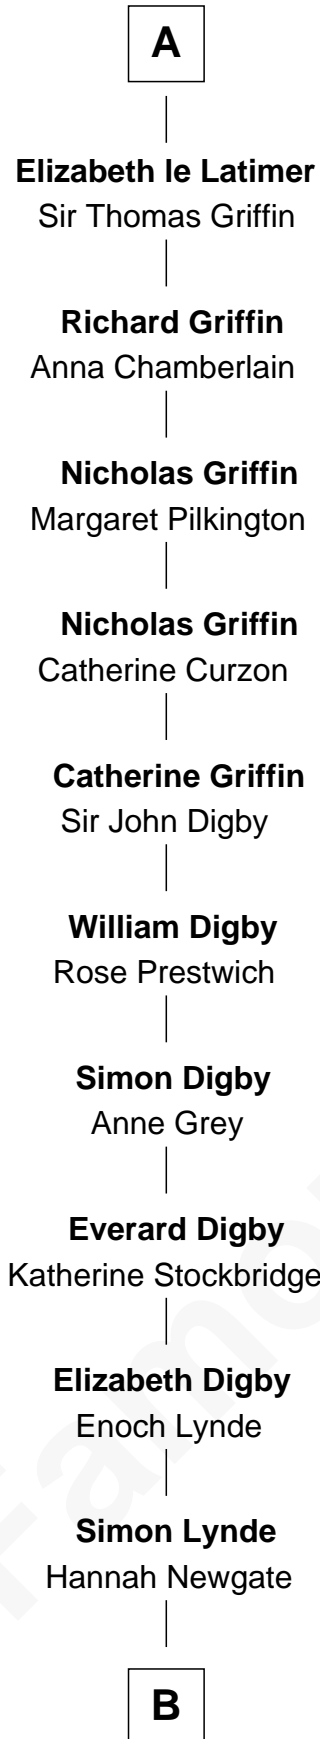 A
Elizabeth le Latimer
Sir Thomas Griffin
Richard Griffin
Anna Chamberlain
Nicholas Griffin
Margaret Pilkington
Nicholas Griffin
Catherine Curzon
Catherine Griffin
Sir John Digby
William Digby
Rose Prestwich
Simon Digby
Anne Grey
Everard Digby
Katherine Stockbridge
Elizabeth Digby
Enoch Lynde
Simon Lynde
Hannah Newgate
B